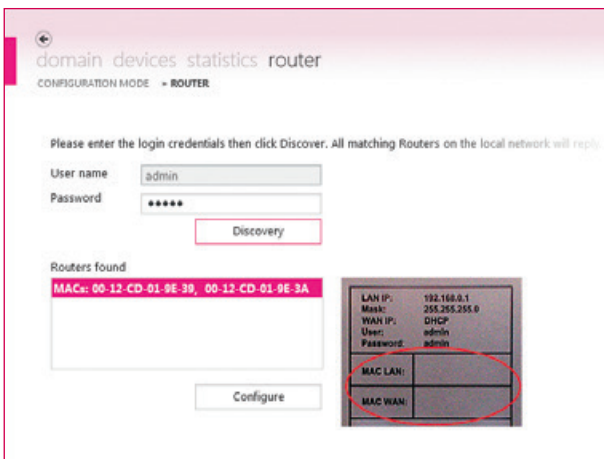 domain devices statistics router
CONFIGURATION MODE ▸ ROUTER
Please enter the login credentials then click Discover. All matching Routers on the local network will reply.
User name
admin
Password
•••••
Discovery
Routers found
MACs: 00-12-CD-01-9E-39, 00-12-CD-01-9E-3A
LAN IP: 192.168.0.1
Mask: 255.255.255.0
WAN IP: DHCP
User: admin
Password: admin
MAC LAN:
MAC WAN:
Configure